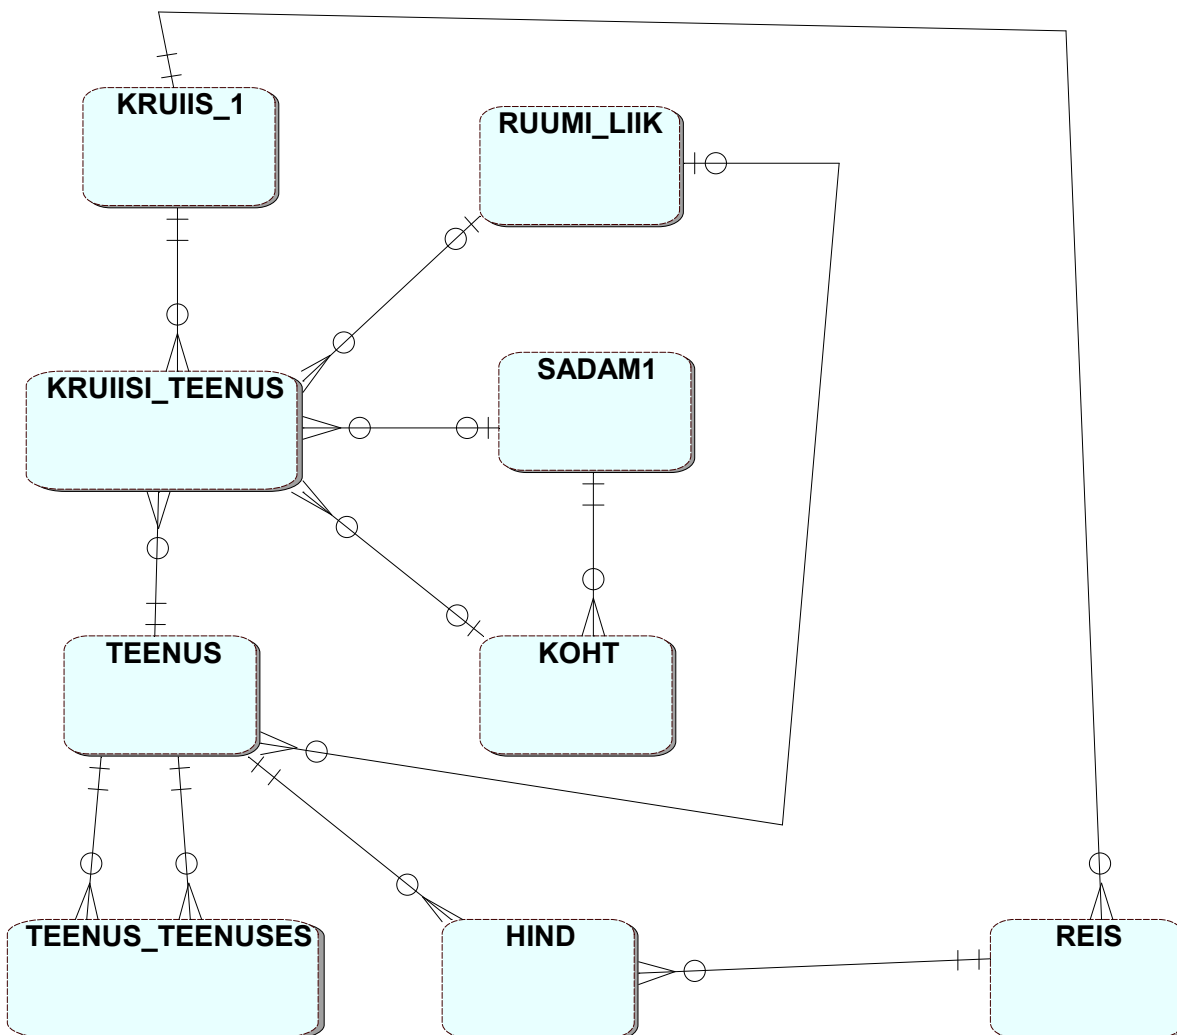 KRUIIS_1
RUUMI_LIIK
SADAM1
KRUIISI_TEENUS
TEENUS
KOHT
TEENUS_TEENUSES
HIND
REIS